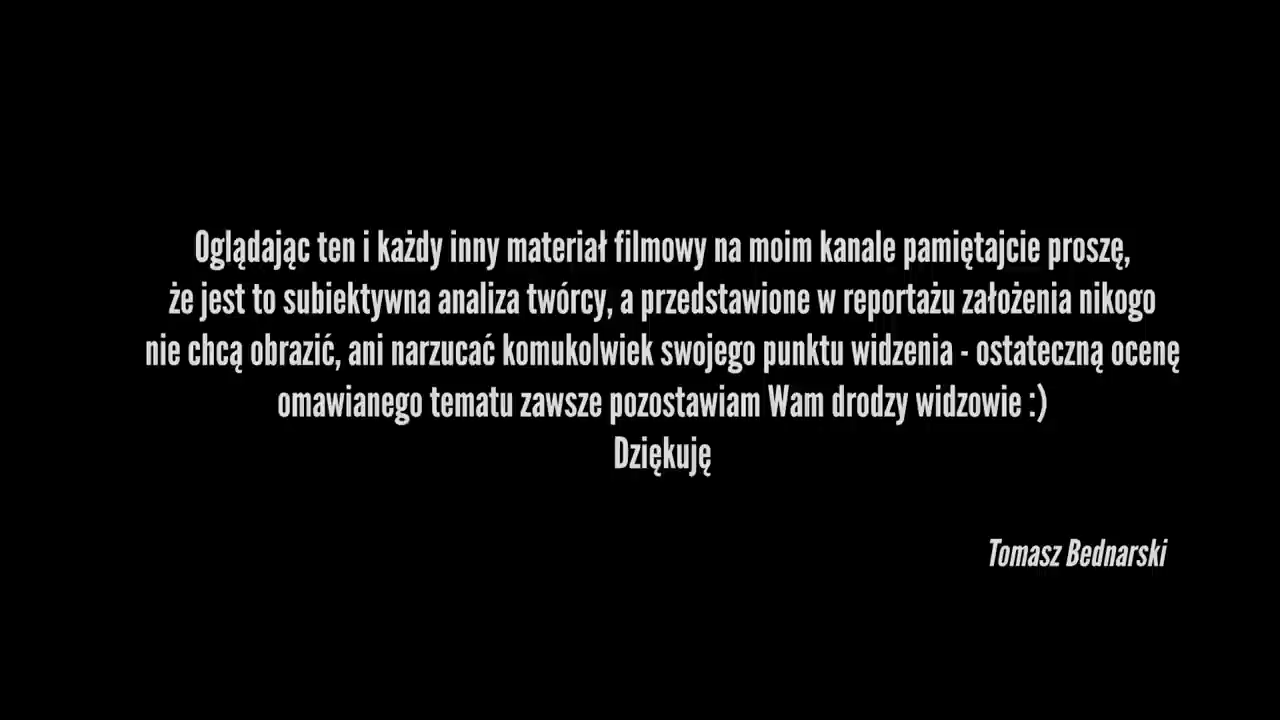 Oglądając ten i każdy inny materiał filmowy na moim kanale pamiętajcie proszę,
że jest to subiektywna analiza twórcy, a przedstawione w reportażu założenia nikogo
nie chcą obrazić, ani narzucać komukolwiek swojego punktu widzenia - ostateczną ocenę
omawianego tematu zawsze pozostawiam Wam drodzy widzowie :)
Dziękuję
Tomasz Bednarski